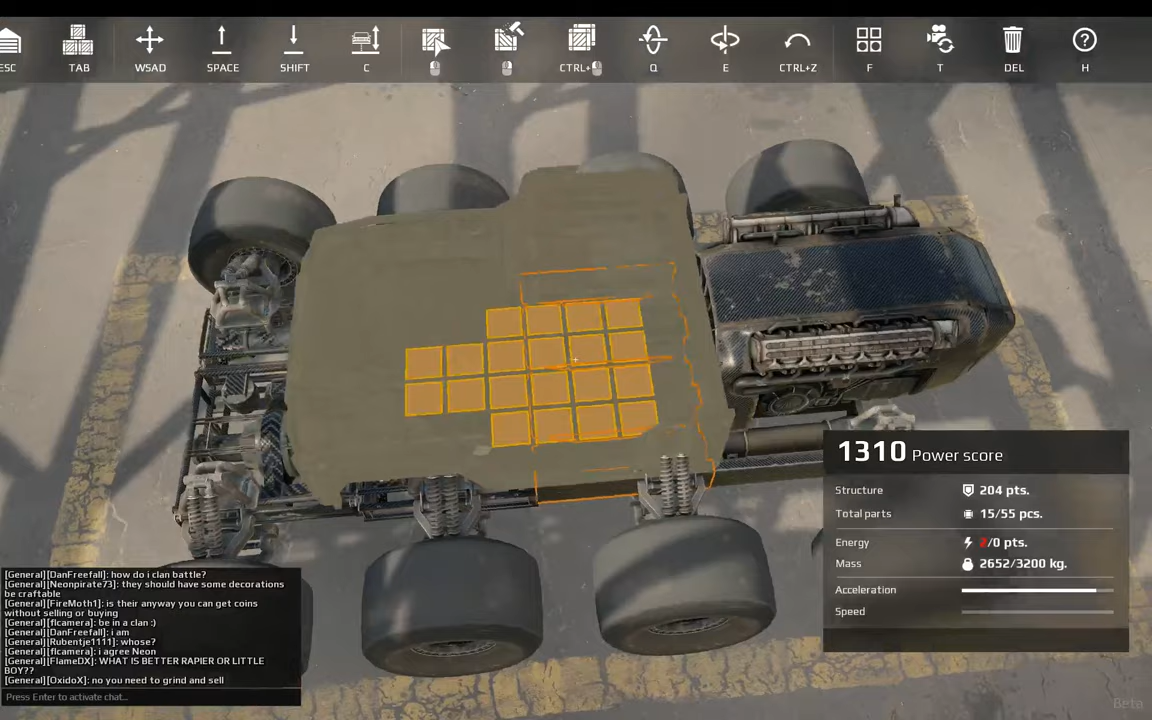 ESC TAB WSAD SPACE SHIFT C CTRL+ Q E CTRL+Z F T DEL H
1310 Power score
Structure 204 pts.
Total parts 15/55 pcs.
Energy 2/0 pts.
Mass 2652/3200 kg.
Acceleration
Speed
[General][DanFreefall]: how do i clan battle?
[General][Neonpirate73]: they should have some decorations
be craftable
[General][FireMoth1]: is their anyway you can get coins
without selling or buying
[General][flcamera]: be in a clan :)
[General][DanFreefall]: i am
[General][Rubentje1111]: whose?
[General][flcamera]: i agree Neon
[General][FlameDX]: WHAT IS BETTER RAPIER OR LITTLE
BOY??
[General][OxidoX]: no you need to grind and sell
Press Enter to activate chat...
Beta